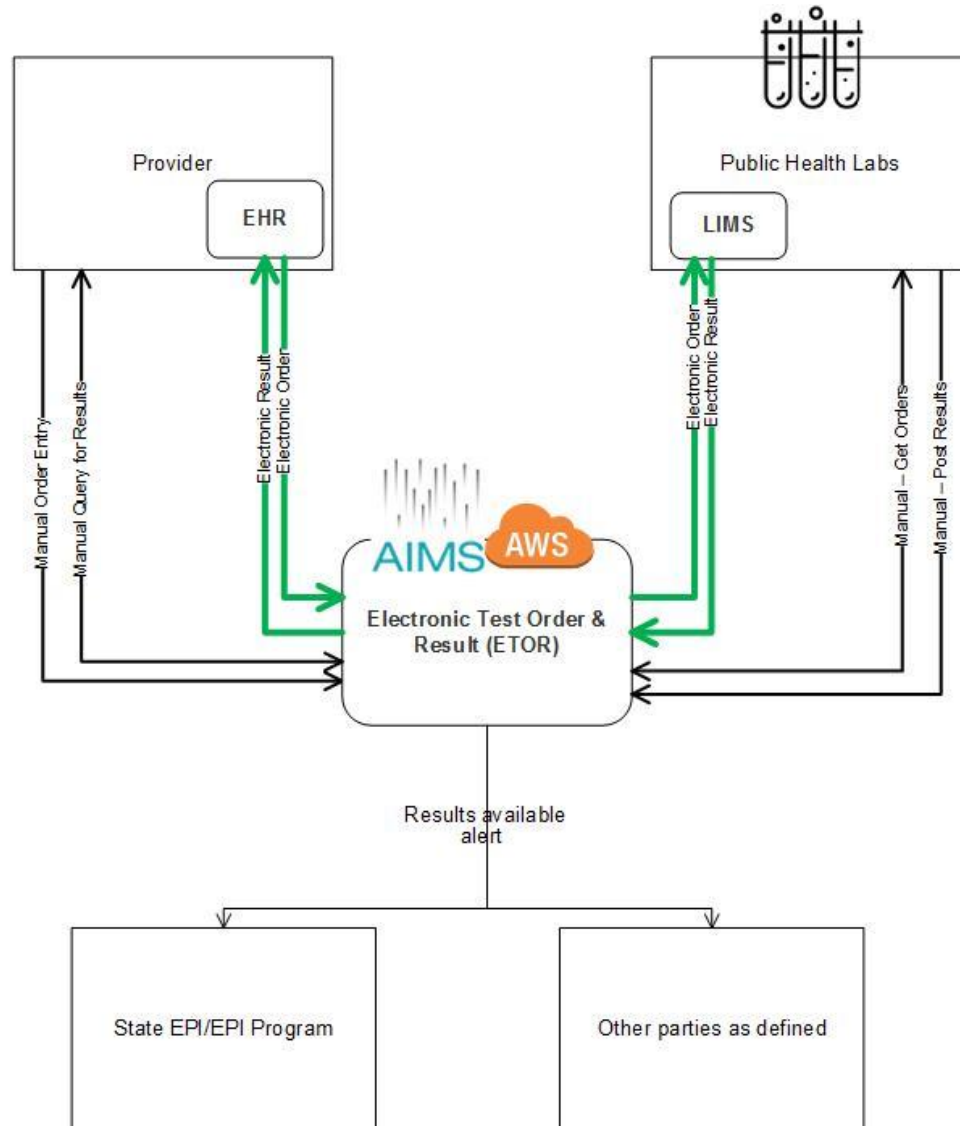 Provider
EHR
Public Health Labs
LIMS
Manual Order Entry
Manual Query for Results
Electronic Result
Electronic Order
Electronic Order
Electronic Result
Manual – Get Orders
Manual – Post Results
AIMS
AWS
Electronic Test Order &
Result (ETOR)
Results available
alert
State EPI/EPI Program
Other parties as defined